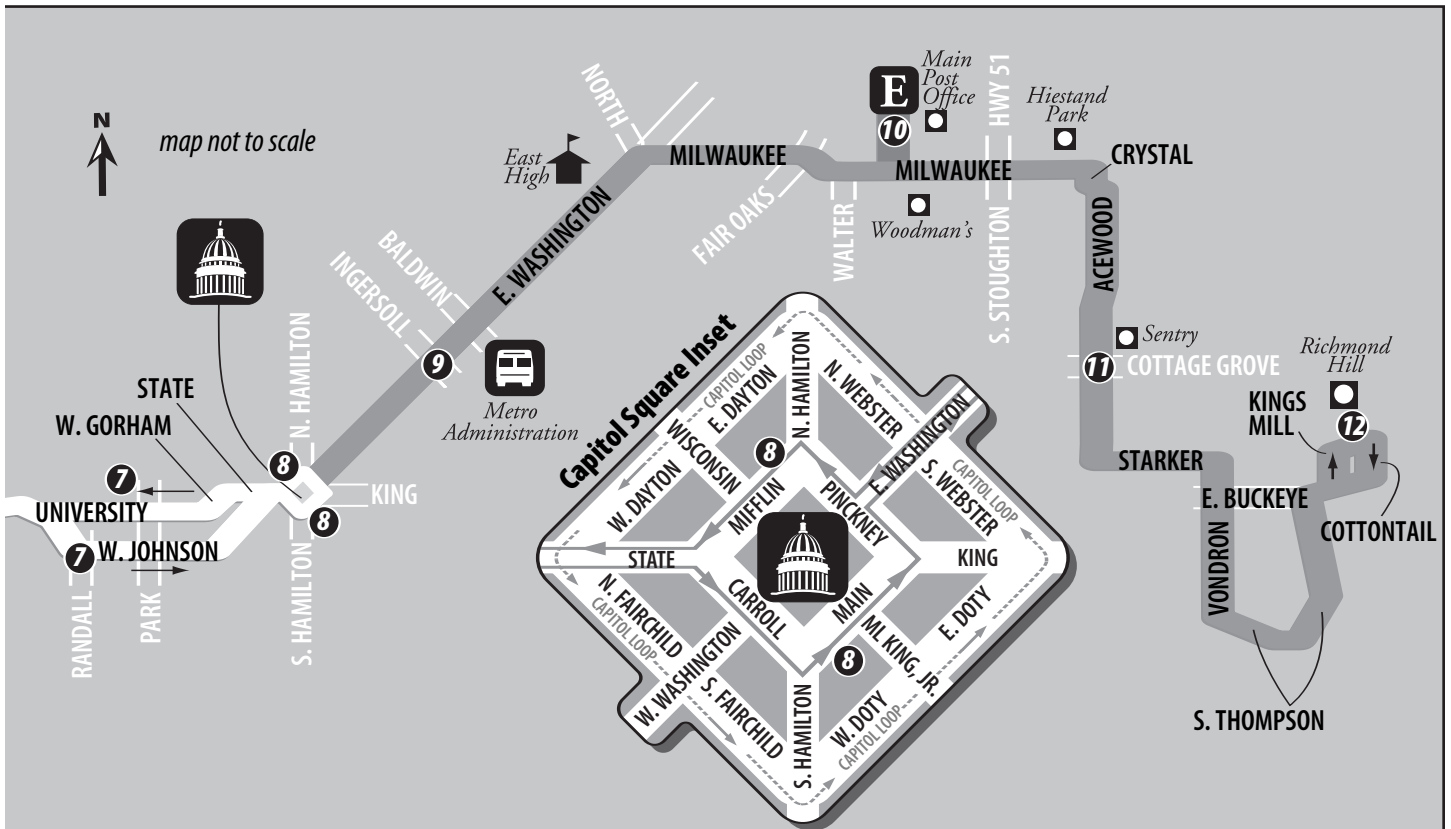 N
map not to scale
NORTH
East
High
MILWAUKEE
E
10
Main
Post
Office
HWY 51
Hiestand
Park
CRYSTAL
MILWAUKEE
FAIR OAKS
WALTER
Woodman's
S. STOUGHTON
ACEWOOD
E. WASHINGTON
BALDWIN
INGERSOLL
9
Metro
Administration
Sentry
11
COTTAGE GROVE
Richmond
Hill
KINGS
MILL
12
STARKER
E. BUCKEYE
COTTONTAIL
VONDRON
S. THOMPSON
STATE
W. GORHAM
N. HAMILTON
8
7
KING
UNIVERSITY
8
7
W. JOHNSON
RANDALL
PARK
S. HAMILTON
Capitol Square Inset
CAPITOL LOOP
E. DAYTON
N. HAMILTON
N. WEBSTER
WISCONSIN
8
E. WASHINGTON
W. DAYTON
MIFFLIN
PINCKNEY
S. WEBSTER
CAPITOL LOOP
STATE
KING
N. FAIRCHILD
CAPITOL LOOP
CARROLL
MAIN
E. DOTY
W. WASHINGTON
8
ML KING, JR.
S. FAIRCHILD
S. HAMILTON
W. DOTY
CAPITOL LOOP